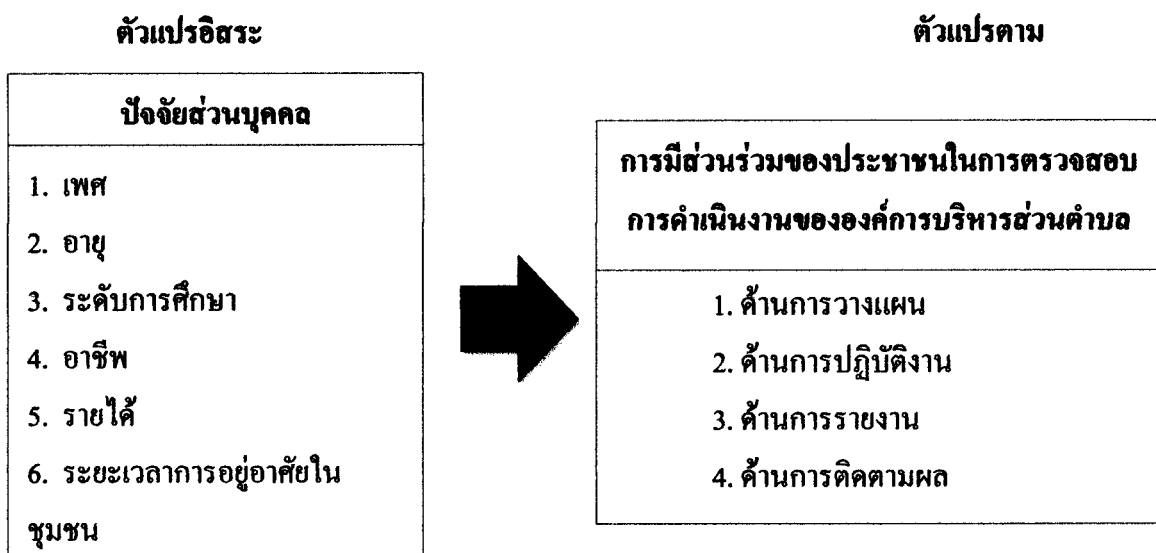 ตัวแปรอิสระ
ปัจจัยส่วนบุคคล
1. เพศ
2. อายุ
3. ระดับการศึกษา
4. อาชีพ
5. รายได้
6. ระยะเวลาการอยู่อาศัยใน
ชุมชน
ตัวแปรตาม
การมีส่วนร่วมของประชาชนในการตรวจสอบ
การดำเนินงานขององค์การบริหารส่วนตำบล
1. ด้านการวางแผน
2. ด้านการปฏิบัติงาน
3. ด้านการรายงาน
4. ด้านการติดตามผล